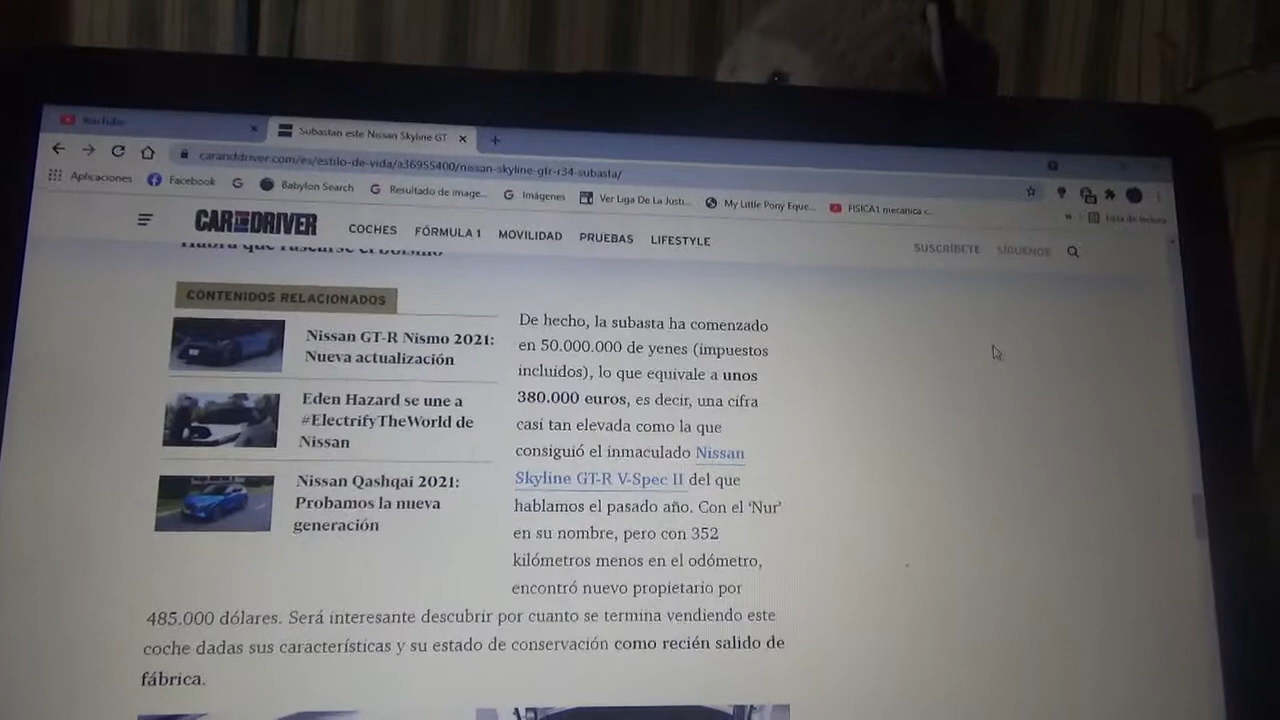 YouTube
Subastan este Nissan Skyline GT
caranddriver.com/es/estilo-de-vida/a36955400/nissan-skyline-gtr-r34-subasta/
Aplicaciones
Facebook
Babylon Search
Resultado de image...
Imágenes
Ver Liga De La Justi...
My Little Pony Eque...
FISICA1 mecanica c...
Lista de lectura
CAR AND DRIVER
COCHES
FÓRMULA 1
MOVILIDAD
PRUEBAS
LIFESTYLE
SUSCRÍBETE
SÍGUENOS
Habrá que rascarse el bolsillo
CONTENIDOS RELACIONADOS
Nissan GT-R Nismo 2021:
Nueva actualización
Eden Hazard se une a
#ElectrifyTheWorld de
Nissan
Nissan Qashqai 2021:
Probamos la nueva
generación
De hecho, la subasta ha comenzado
en 50.000.000 de yenes (impuestos
incluidos), lo que equivale a unos
380.000 euros, es decir, una cifra
casi tan elevada como la que
consiguió el inmaculado Nissan
Skyline GT-R V-Spec II del que
hablamos el pasado año. Con el ‘Nur’
en su nombre, pero con 352
kilómetros menos en el odómetro,
encontró nuevo propietario por
485.000 dólares. Será interesante descubrir por cuanto se termina vendiendo este
coche dadas sus características y su estado de conservación como recién salido de
fábrica.